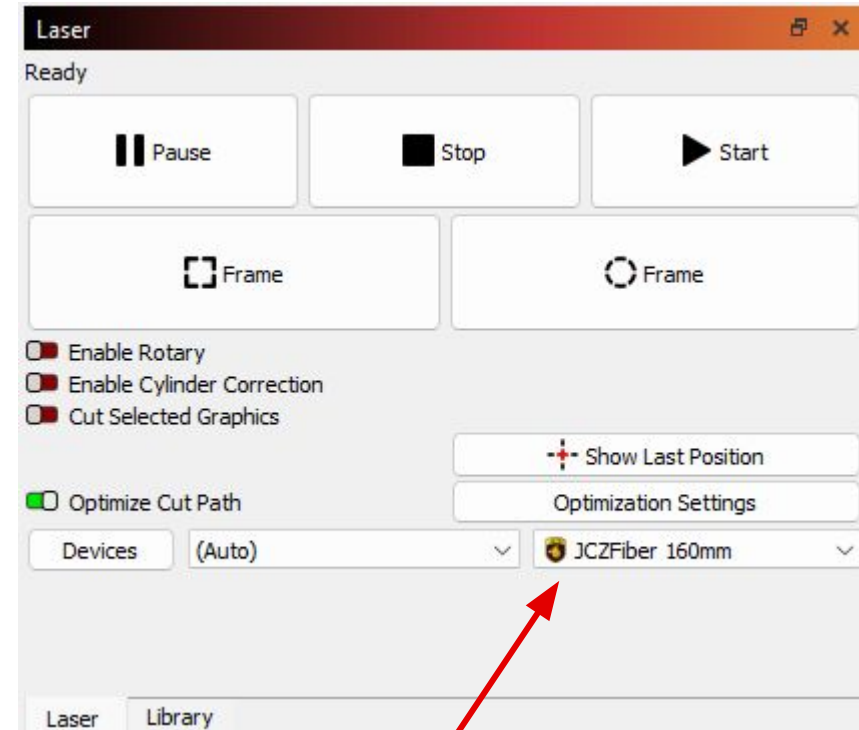 Laser
Ready
Pause Stop Start
Frame Frame
Enable Rotary
Enable Cylinder Correction
Cut Selected Graphics
Show Last Position
Optimize Cut Path Optimization Settings
Devices (Auto) JCZFiber 160mm
Laser Library